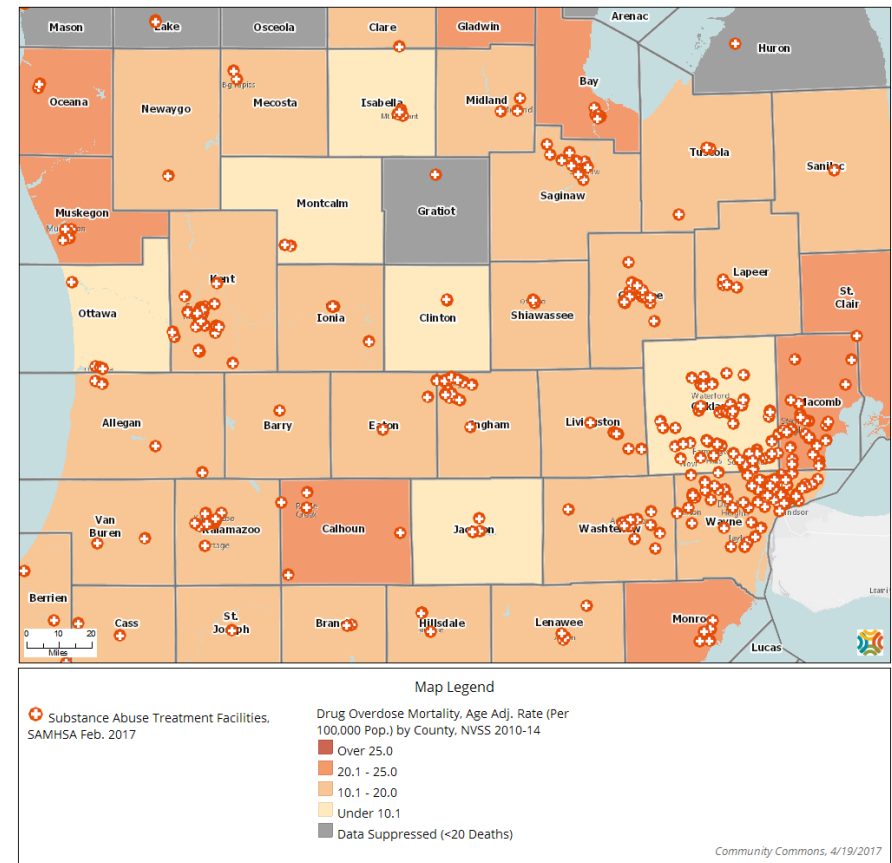 Mason
Lake
Osceola
Clare
Gladwin
Arenac
Huron
Oceana
Newaygo
Mecosta
Isabella
Midland
Bay
Tuscola
Sanilac
Muskegon
Montcalm
Gratiot
Saginaw
Ottawa
Kent
Ionia
Clinton
Shiawassee
Lapeer
St.
Clair
Allegan
Barry
Eaton
Ingham
Livingston
Waterford
Macomb
Van
Buren
Kalamazoo
Calhoun
Jackson
Washtenaw
Wayne
Windsor
Berrien
Cass
St.
Joseph
Branch
Hillsdale
Lenawee
Monroe
Lucas
0 10 20
Miles
Map Legend
Substance Abuse Treatment Facilities,
SAMHSA Feb. 2017
Drug Overdose Mortality, Age Adj. Rate (Per
100,000 Pop.) by County, NVSS 2010-14
Over 25.0
20.1 - 25.0
10.1 - 20.0
Under 10.1
Data Suppressed (<20 Deaths)
Community Commons, 4/19/2017